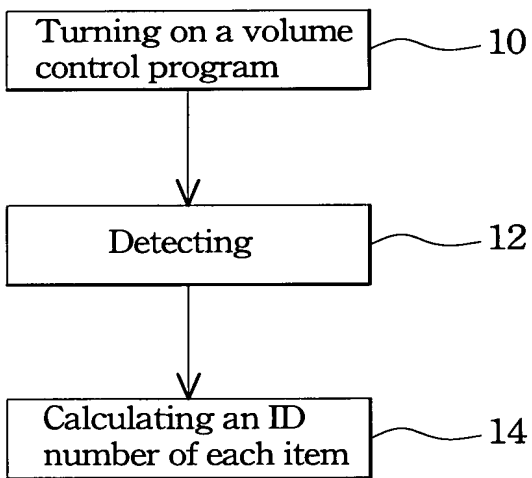 Turning on a volume
control program
10
Detecting
12
Calculating an ID
number of each item
14